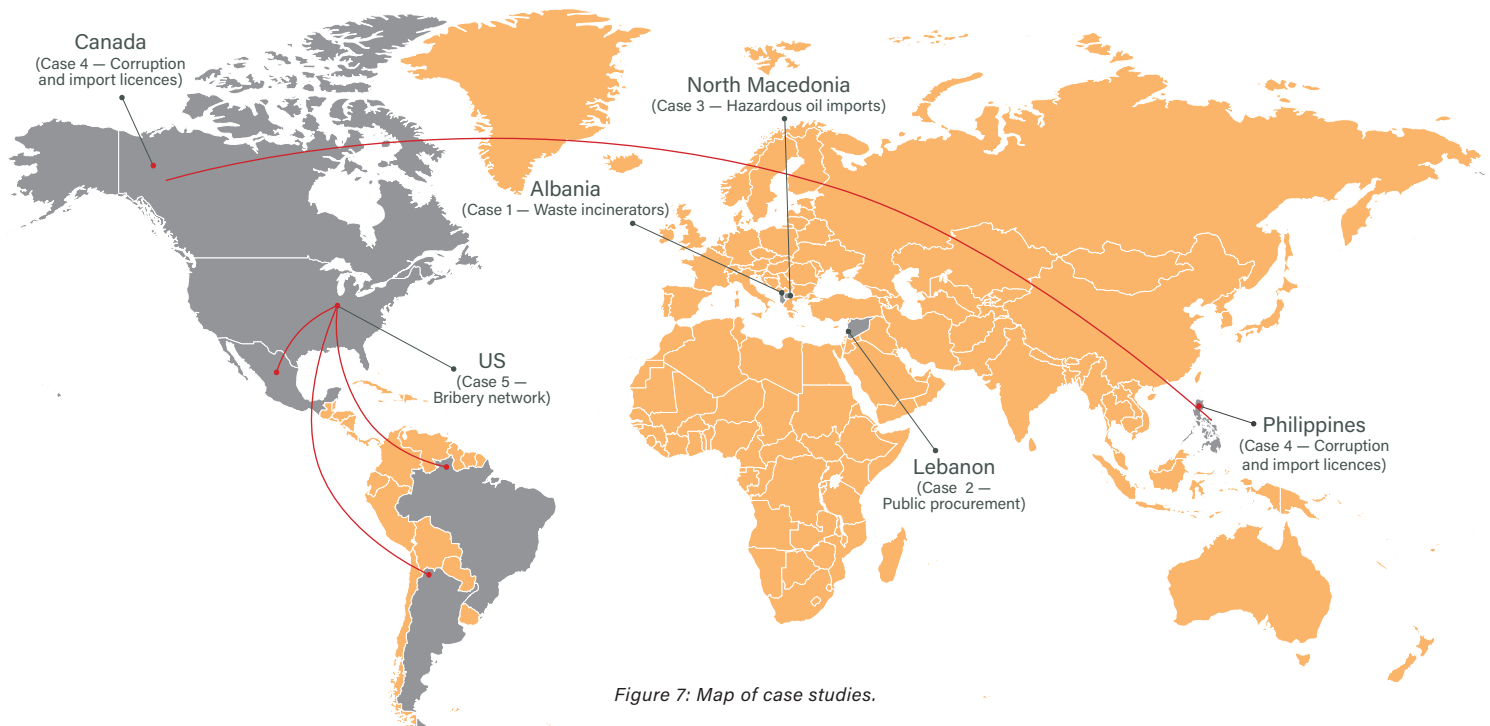 Canada
(Case 4 — Corruption
and import licences)
North Macedonia
(Case 3 — Hazardous oil imports)
Albania
(Case 1 — Waste incinerators)
US
(Case 5 —
Bribery network)
Philippines
(Case 4 — Corruption
and import licences)
Lebanon
(Case 2 —
Public procurement)
Figure 7: Map of case studies.